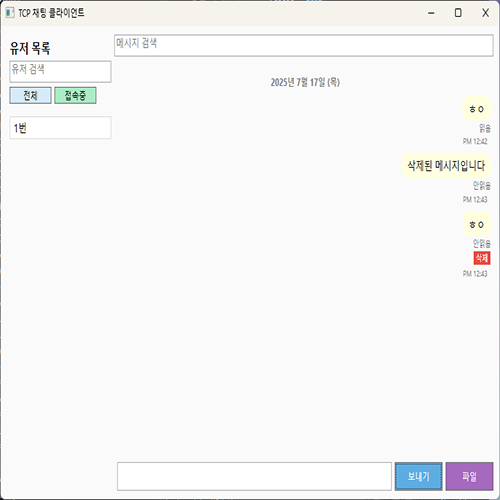 TCP 채팅 클라이언트
유저 목록
유저 검색
전체
접속중
1번
메시지 검색
2025년 7월 17일 (목)
ㅎㅇ
읽음
PM 12:42
삭제된 메시지입니다
안읽음
PM 12:43
ㅎㅇ
안읽음
삭제
PM 12:43
보내기
파일